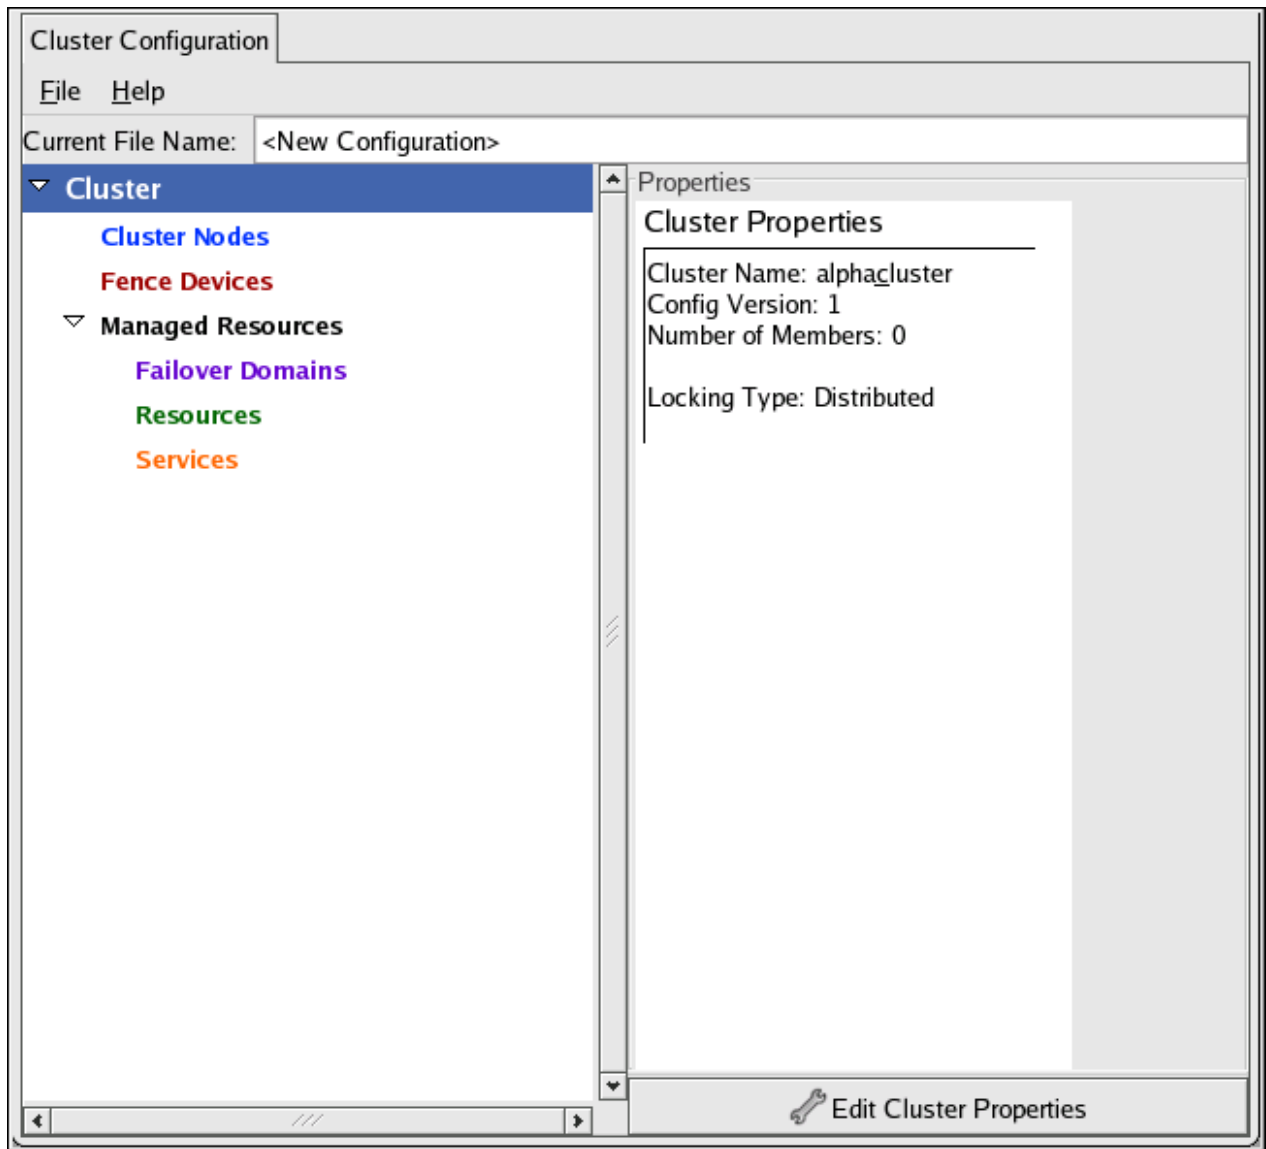 Cluster Configuration
File Help
Current File Name: <New Configuration>
Cluster
Cluster Nodes
Fence Devices
Managed Resources
Failover Domains
Resources
Services
Properties
Cluster Properties
Cluster Name: alphacluster
Config Version: 1
Number of Members: 0
Locking Type: Distributed
Edit Cluster Properties